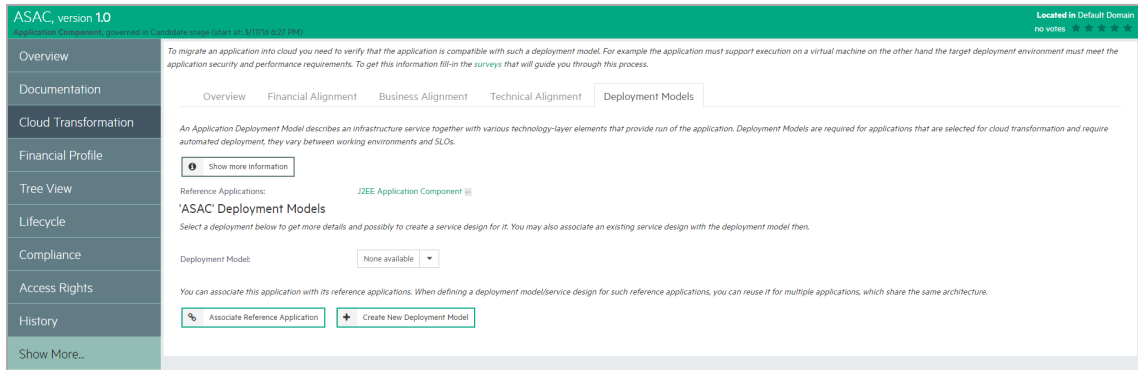 ASAC, version 1.0
Application Component, governed in Candidate stage (start at: 3/17/16 6:27 PM)
Located in Default Domain
no votes
Overview
Documentation
Cloud Transformation
Financial Profile
Tree View
Lifecycle
Compliance
Access Rights
History
Show More...
To migrate an application into cloud you need to verify that the application is compatible with such a deployment model. For example the application must support execution on a virtual machine on the other hand the target deployment environment must meet the
application security and performance requirements. To get this information fill-in the surveys that will guide you through this process.
Overview Financial Alignment Business Alignment Technical Alignment Deployment Models
An Application Deployment Model describes an infrastructure service together with various technology-layer elements that provide run of the application. Deployment Models are required for applications that are selected for cloud transformation and require
automated deployment, they vary between working environments and SLOs.
Show more information
Reference Applications: J2EE Application Component
'ASAC' Deployment Models
Select a deployment below to get more details and possibly to create a service design for it. You may also associate an existing service design with the deployment model then.
Deployment Model: None available
You can associate this application with its reference applications. When defining a deployment model/service design for such reference applications, you can reuse it for multiple applications, which share the same architecture.
Associate Reference Application Create New Deployment Model